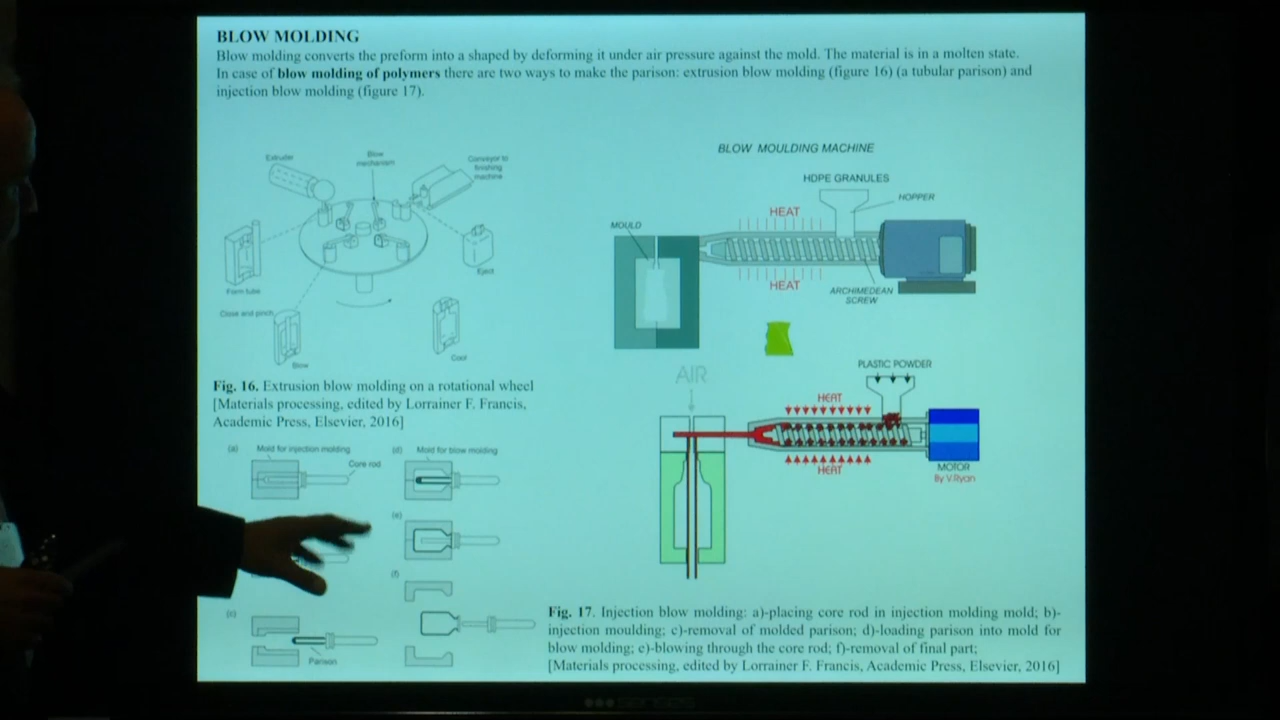 BLOW MOLDING
Blow molding converts the preform into a shaped by deforming it under air pressure against the mold. The material is in a molten state.
In case of blow molding of polymers there are two ways to make the parison: extrusion blow molding (figure 16) (a tubular parison) and
injection blow molding (figure 17).
Extruder
Blow
mechanism
Conveyor to
finishing
machine
Form tube
Eject
Close and pinch
Blow
Cool
Fig. 16. Extrusion blow molding on a rotational wheel
[Materials processing, edited by Lorrainer F. Francis,
Academic Press, Elsevier, 2016]
BLOW MOULDING MACHINE
HDPE GRANULES
HOPPER
HEAT
MOULD
HEAT
ARCHIMEDEAN
SCREW
PLASTIC POWDER
AIR
HEAT
HEAT
MOTOR
By V.Ryan
(a)
Mold for injection molding
Core rod
(d)
Mold for blow molding
(e)
(f)
(c)
Parison
Fig. 17. Injection blow molding: a)-placing core rod in injection molding mold; b)-
injection moulding; c)-removal of molded parison; d)-loading parison into mold for
blow molding; e)-blowing through the core rod; f)-removal of final part;
[Materials processing, edited by Lorrainer F. Francis, Academic Press, Elsevier, 2016]